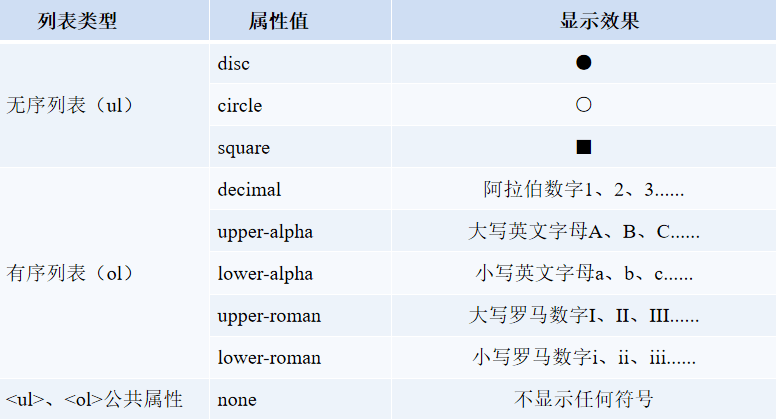 列表类型 属性值 显示效果
无序列表（ul） disc ●
circle ○
square ■
有序列表（ol） decimal 阿拉伯数字1、2、3......
upper-alpha 大写英文字母A、B、C......
lower-alpha 小写英文字母a、b、c......
upper-roman 大写罗马数字I、II、III......
lower-roman 小写罗马数字i、ii、iii......
<ul>、<ol>公共属性 none 不显示任何符号